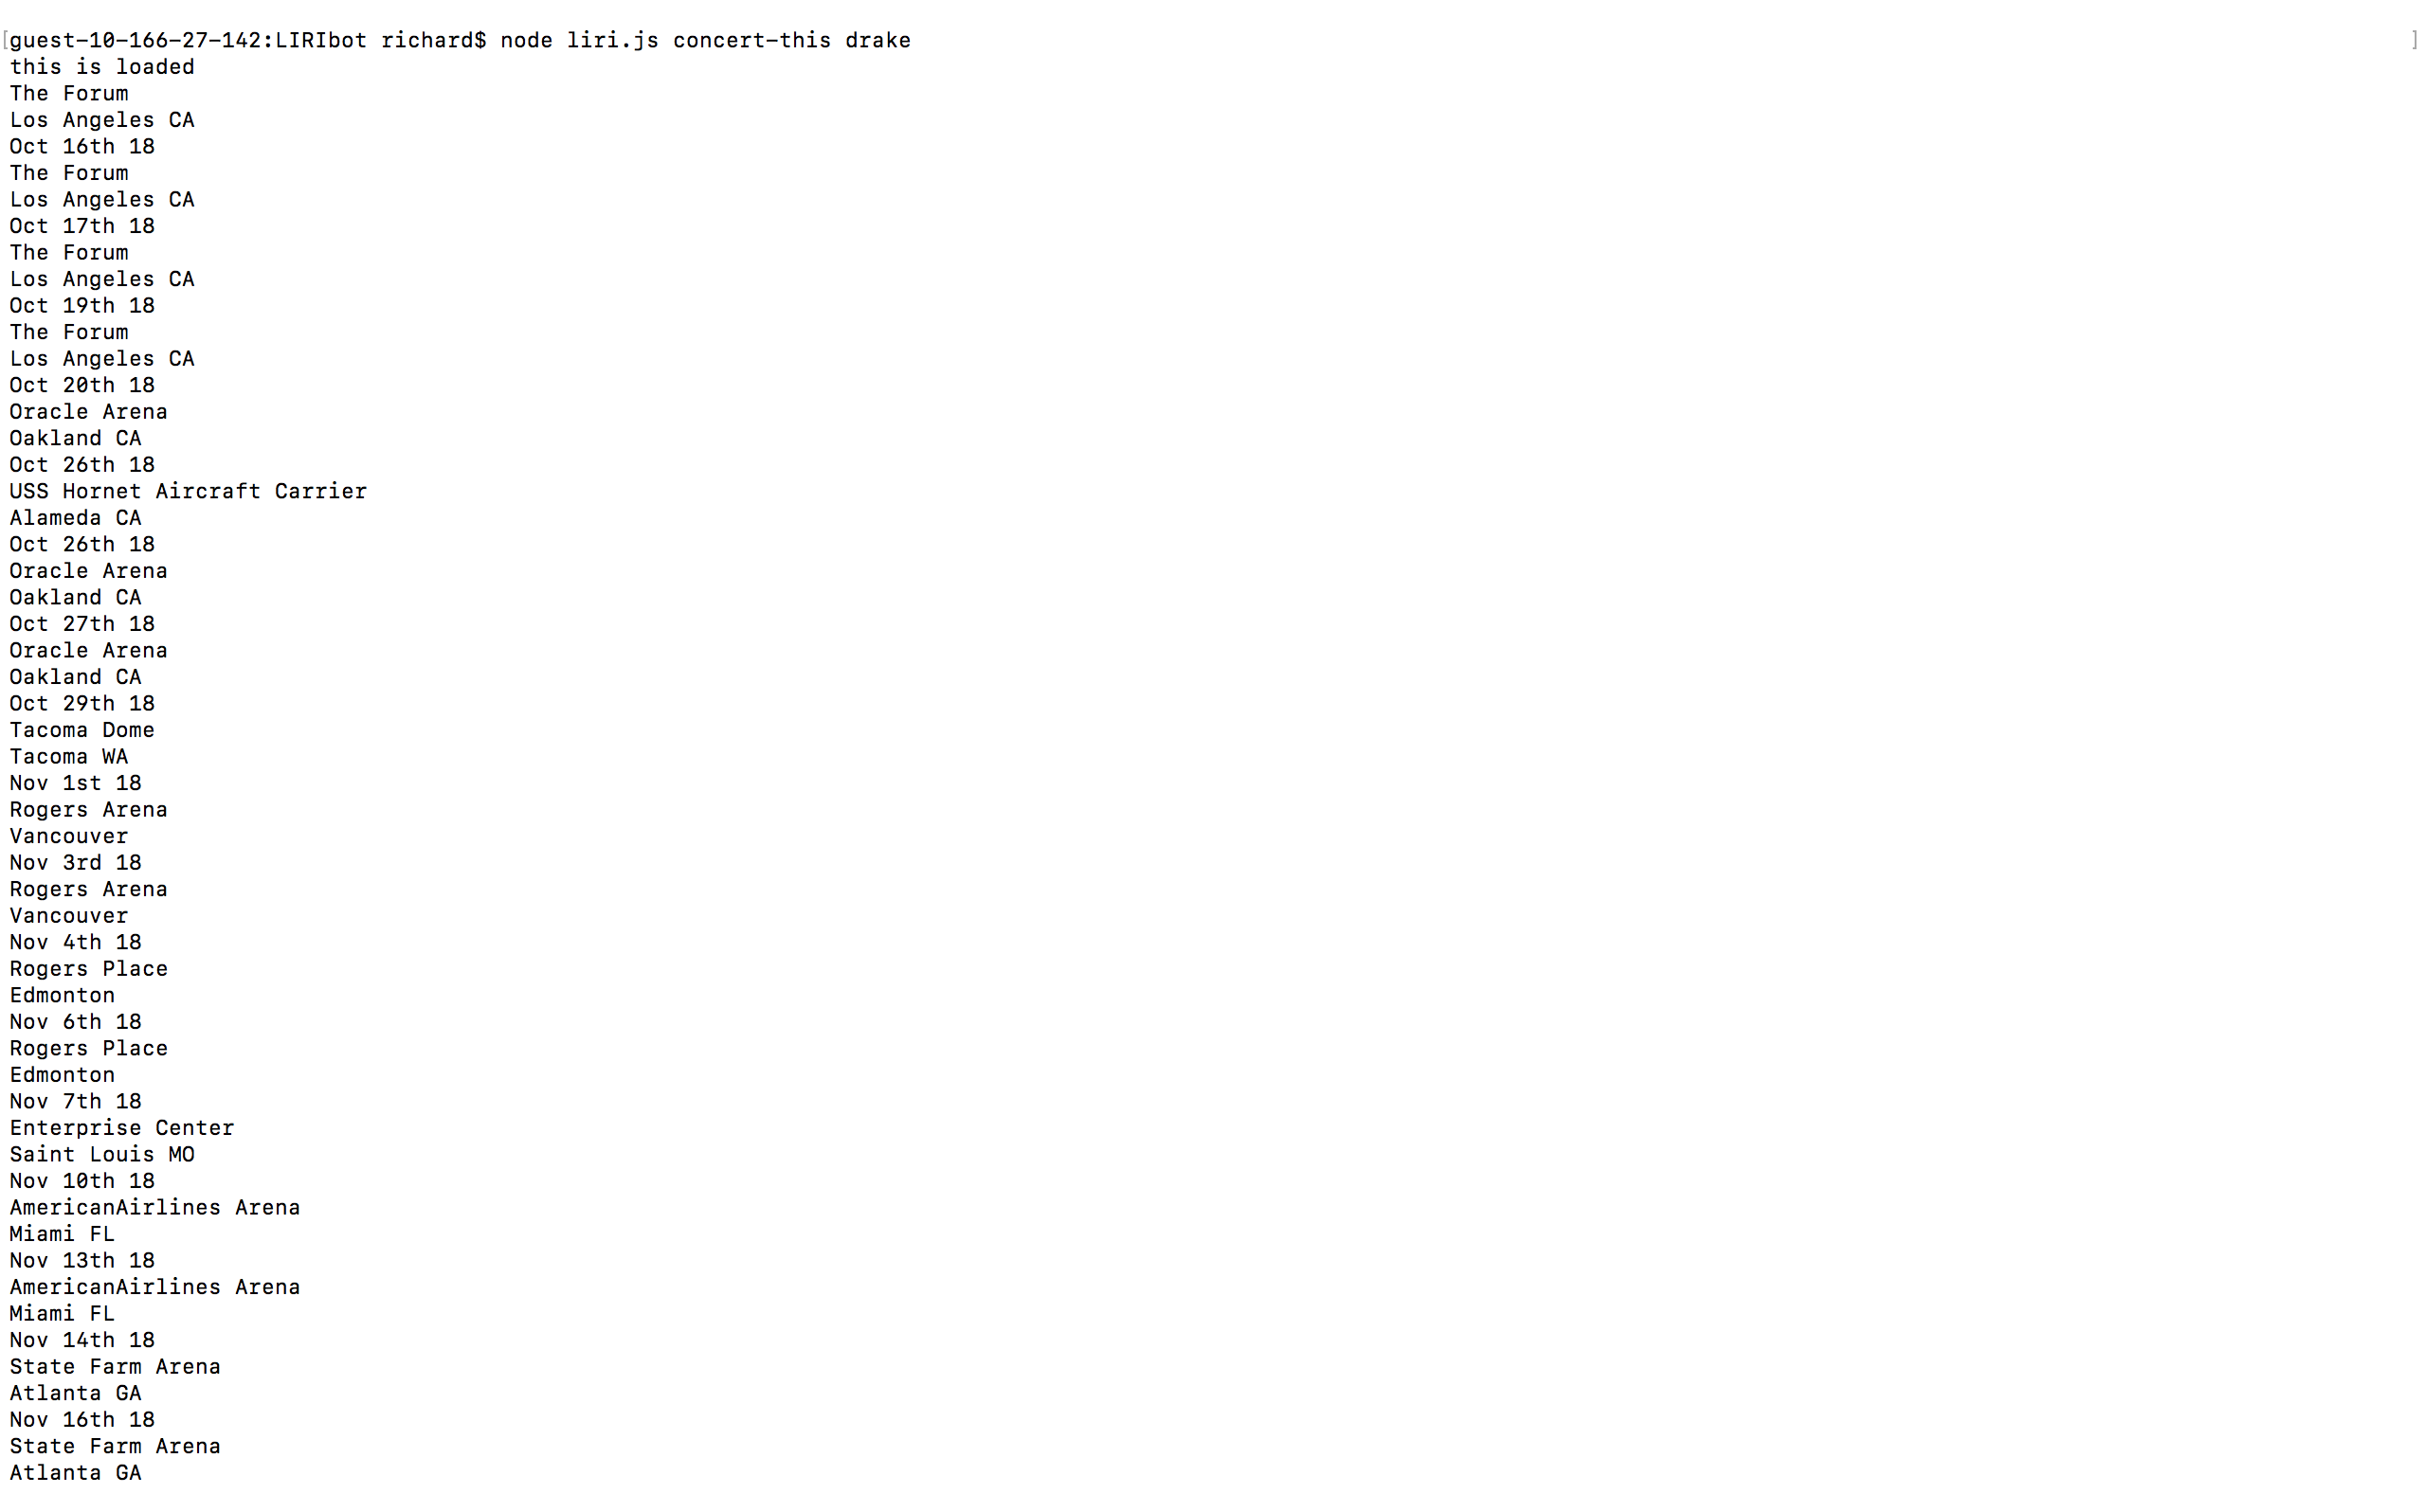 [guest-10-166-27-142:LIRIbot richard$ node liri.js concert-this drake ]
this is loaded
The Forum
Los Angeles CA
Oct 16th 18
The Forum
Los Angeles CA
Oct 17th 18
The Forum
Los Angeles CA
Oct 19th 18
The Forum
Los Angeles CA
Oct 20th 18
Oracle Arena
Oakland CA
Oct 26th 18
USS Hornet Aircraft Carrier
Alameda CA
Oct 26th 18
Oracle Arena
Oakland CA
Oct 27th 18
Oracle Arena
Oakland CA
Oct 29th 18
Tacoma Dome
Tacoma WA
Nov 1st 18
Rogers Arena
Vancouver
Nov 3rd 18
Rogers Arena
Vancouver
Nov 4th 18
Rogers Place
Edmonton
Nov 6th 18
Rogers Place
Edmonton
Nov 7th 18
Enterprise Center
Saint Louis MO
Nov 10th 18
AmericanAirlines Arena
Miami FL
Nov 13th 18
AmericanAirlines Arena
Miami FL
Nov 14th 18
State Farm Arena
Atlanta GA
Nov 16th 18
State Farm Arena
Atlanta GA